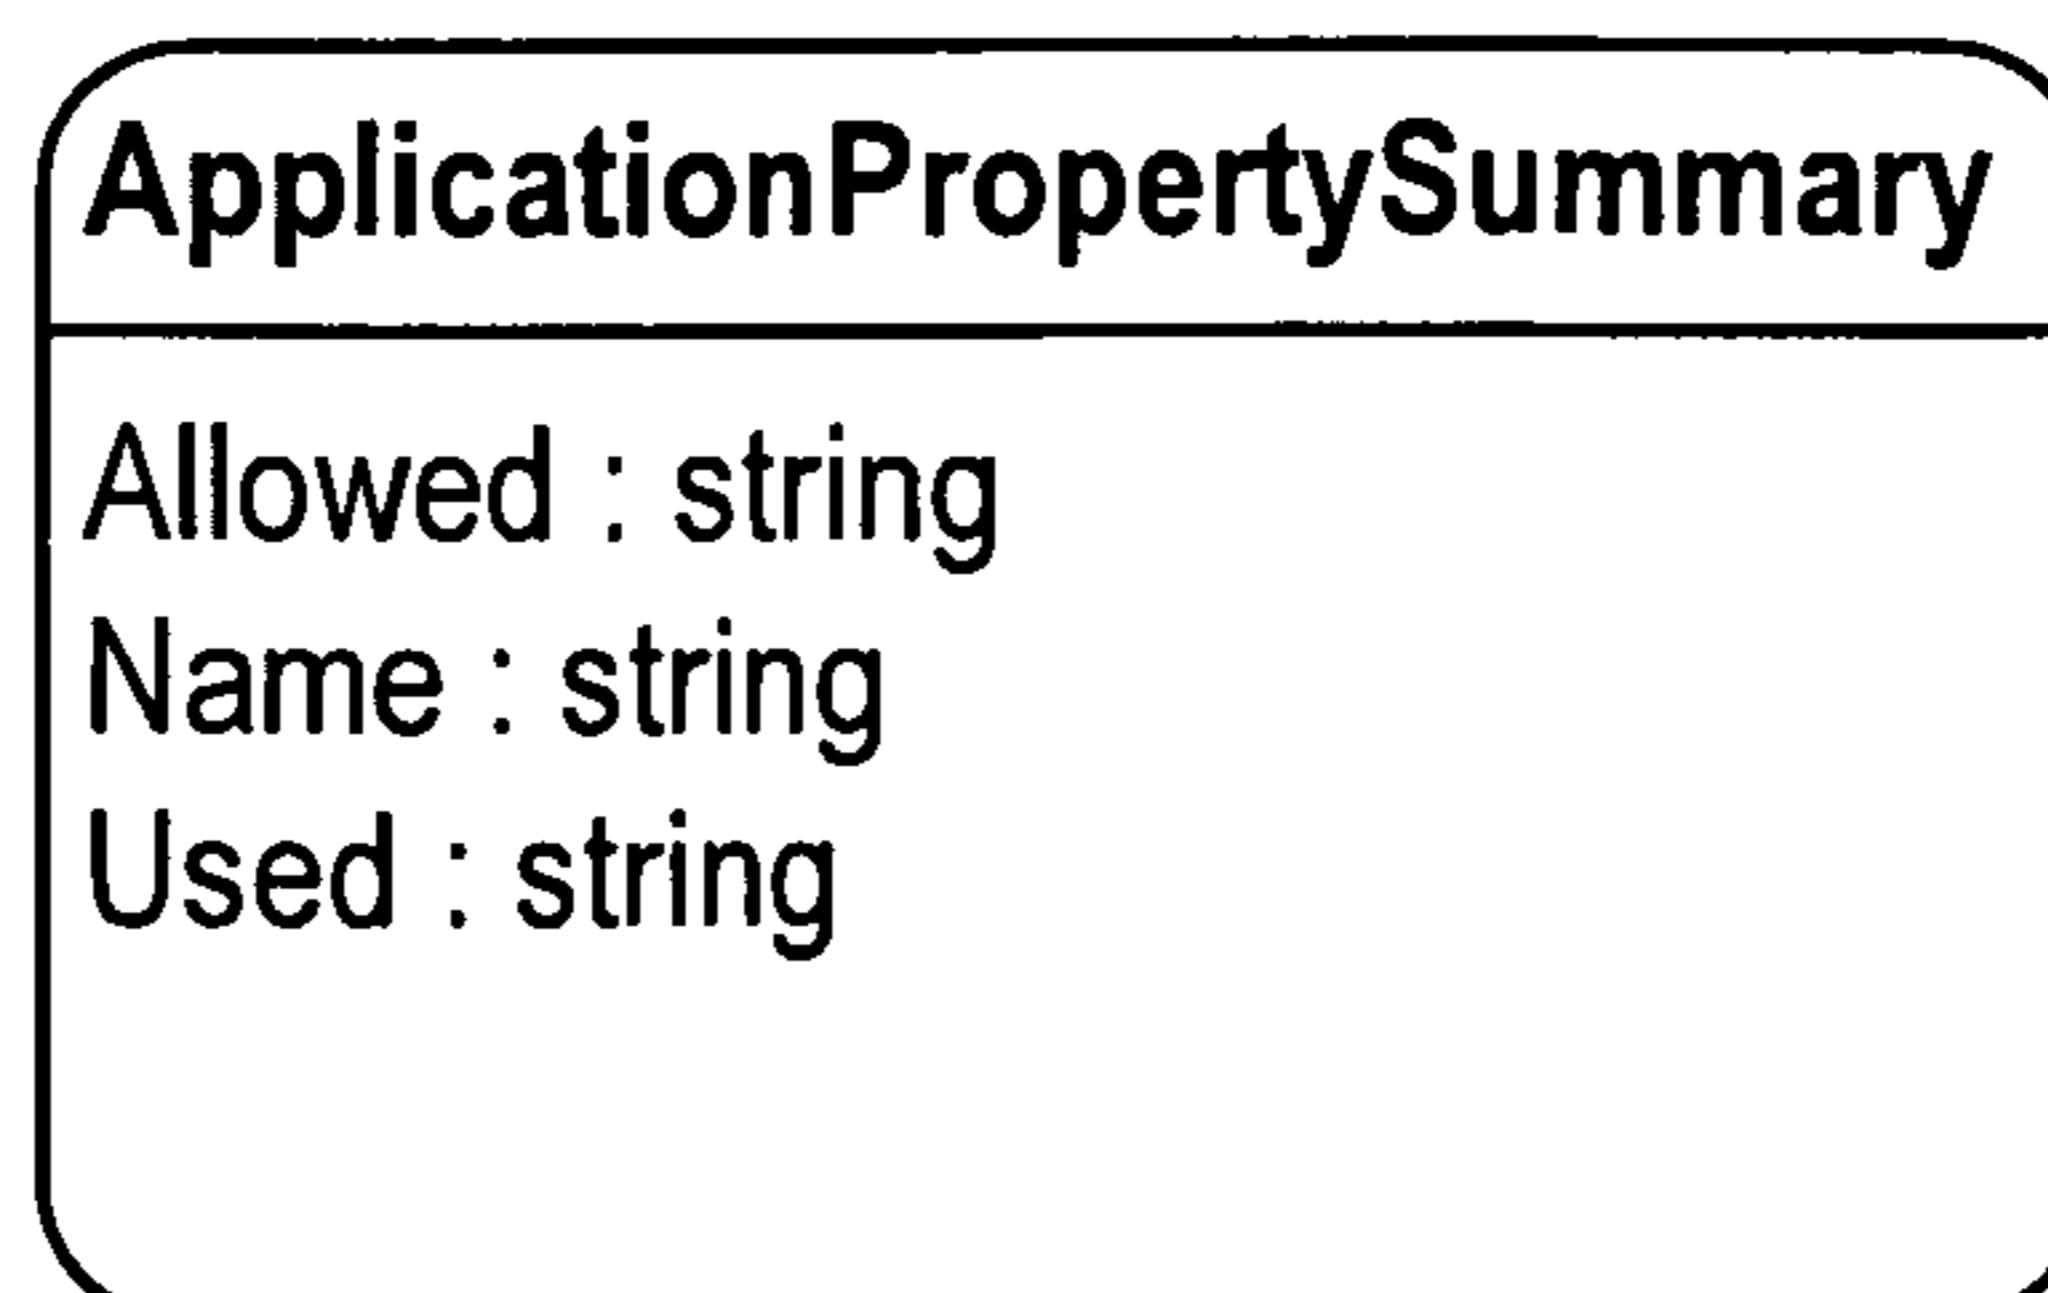 ApplicationPropertySummary
Allowed : string
Name : string
Used : string